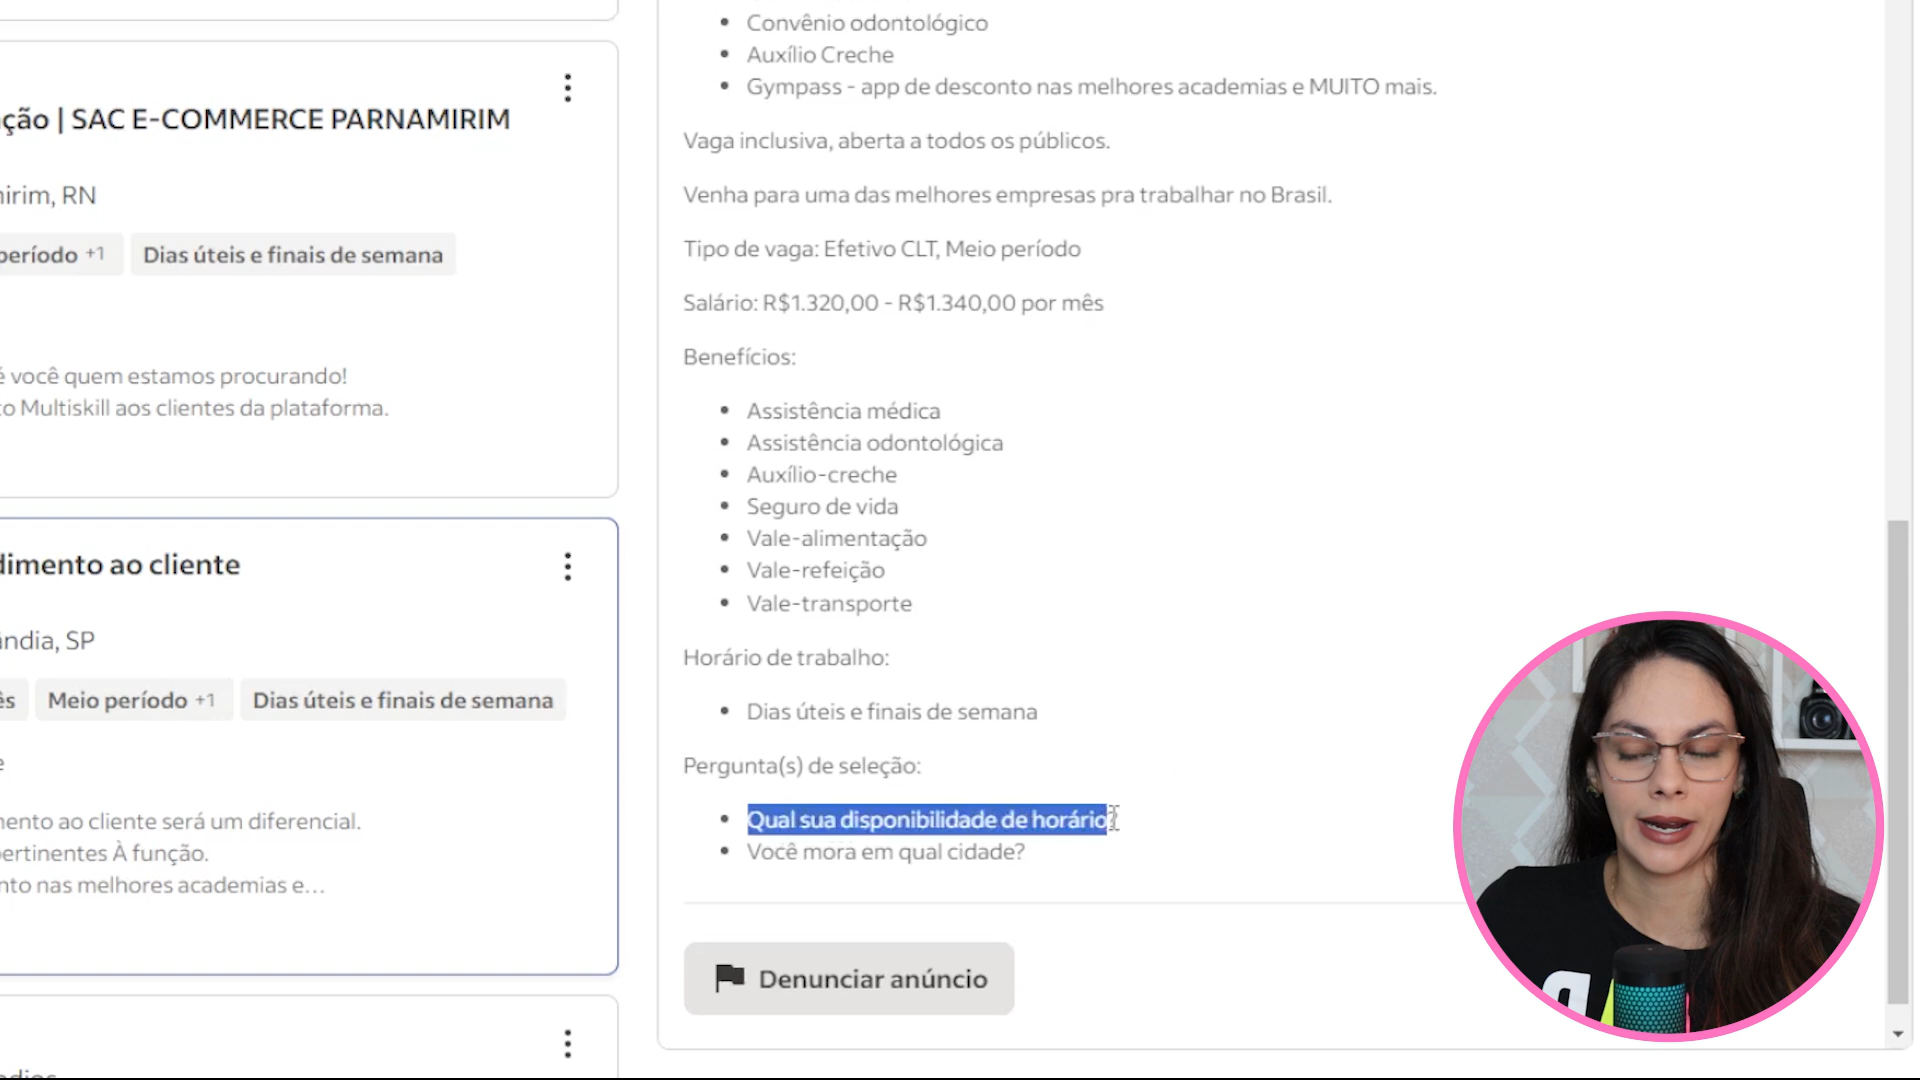 ção | SAC E-COMMERCE PARNAMIRIM
irim, RN
período +1
Dias úteis e finais de semana
é você quem estamos procurando!
to Multiskill aos clientes da plataforma.
dimento ao cliente
ândia, SP
ês
Meio período +1
Dias úteis e finais de semana
e
ento ao cliente será um diferencial.
ertinentes À função.
nto nas melhores academias e...
Convênio odontológico
Auxílio Creche
Gympass - app de desconto nas melhores academias e MUITO mais.
Vaga inclusiva, aberta a todos os públicos.
Venha para uma das melhores empresas pra trabalhar no Brasil.
Tipo de vaga: Efetivo CLT, Meio período
Salário: R$1.320,00 - R$1.340,00 por mês
Benefícios:
Assistência médica
Assistência odontológica
Auxílio-creche
Seguro de vida
Vale-alimentação
Vale-refeição
Vale-transporte
Horário de trabalho:
Dias úteis e finais de semana
Pergunta(s) de seleção:
Qual sua disponibilidade de horário?
Você mora em qual cidade?
Denunciar anúncio